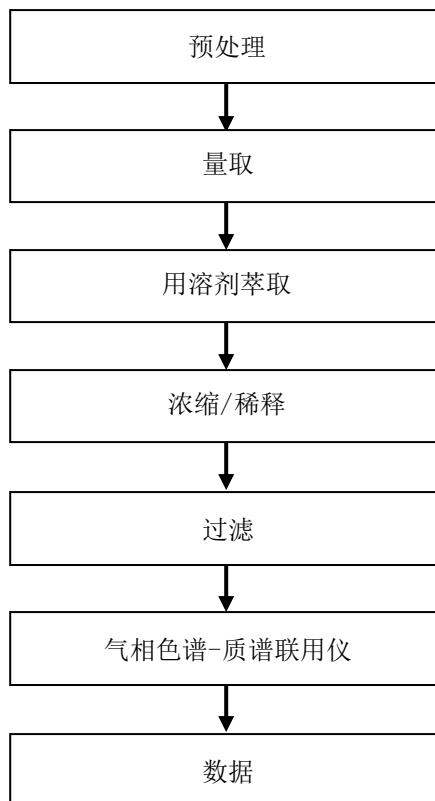 预处理
量取
用溶剂萃取
浓缩/稀释
过滤
气相色谱-质谱联用仪
数据